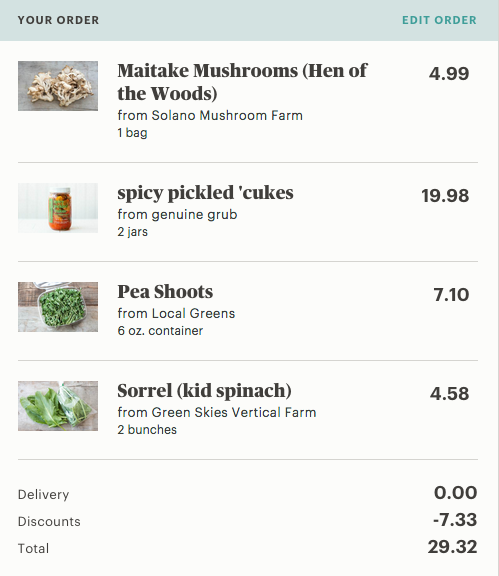 YOUR ORDER
EDIT ORDER
Maitake Mushrooms (Hen of
the Woods)
4.99
from Solano Mushroom Farm
1 bag
spicy pickled 'cukes
19.98
from genuine grub
2 jars
Pea Shoots
7.10
from Local Greens
6 oz. container
Sorrel (kid spinach)
4.58
from Green Skies Vertical Farm
2 bunches
Delivery
0.00
Discounts
-7.33
Total
29.32